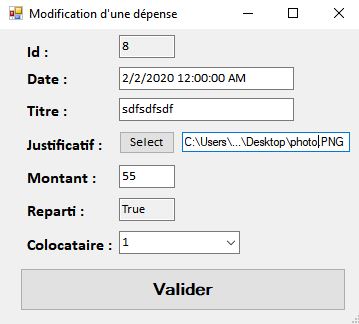 Modification d'une dépense
Id : 8
Date : 2/2/2020 12:00:00 AM
Titre : sdfsdfsdf
Justificatif : Select C:\Users\...\Desktop\photo.PNG
Montant : 55
Reparti : True
Colocataire : 1
Valider